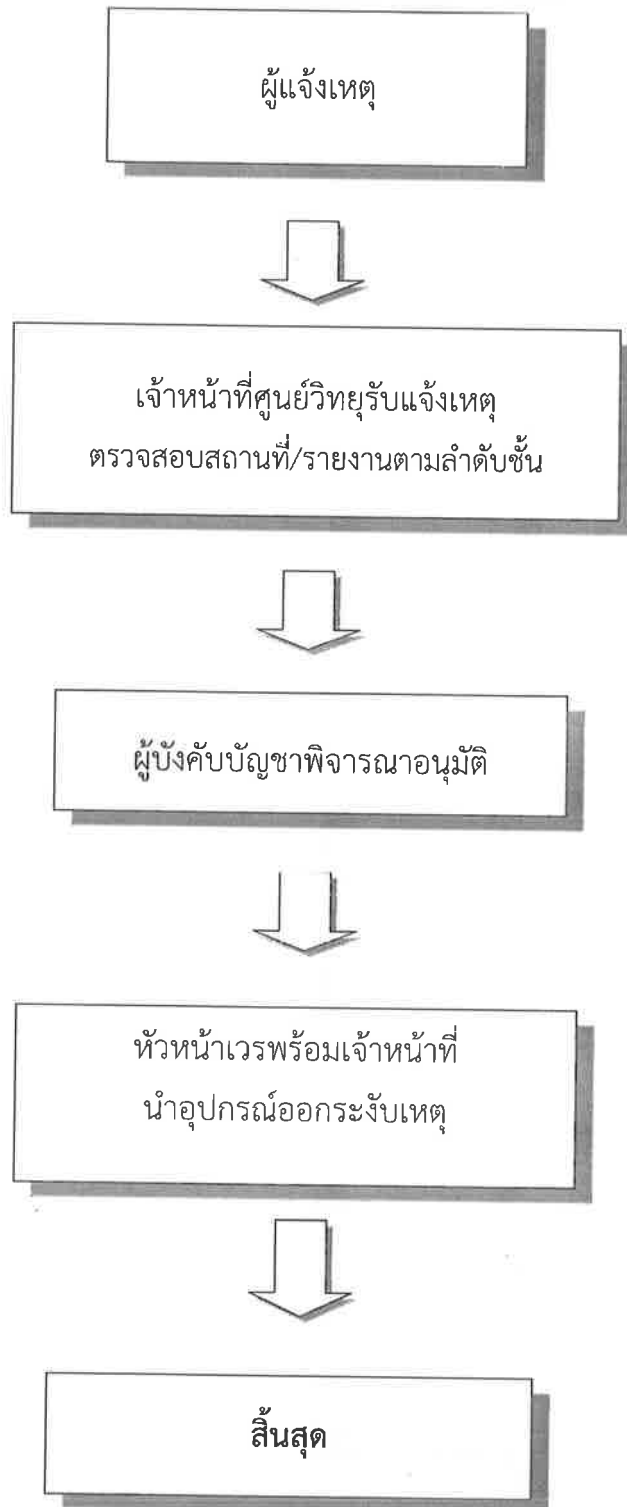 ผู้แจ้งเหตุ
เจ้าหน้าที่ศูนย์วิทยุรับแจ้งเหตุ
ตรวจสอบสถานที่/รายงานตามลำดับชั้น
ผู้บังคับบัญชาพิจารณาอนุมัติ
หัวหน้าเวรพร้อมเจ้าหน้าที่
นำอุปกรณ์ออกระงับเหตุ
สิ้นสุด